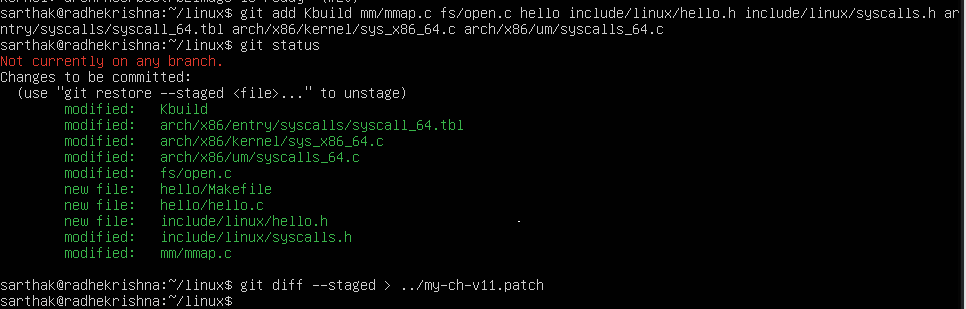 sarthak@radhekrishna:~/linux$ git add Kbuild mm/mmap.c fs/open.c hello include/linux/hello.h include/linux/syscalls.h ar
ntry/syscalls/syscall_64.tbl arch/x86/kernel/sys_x86_64.c arch/x86/um/syscalls_64.c
sarthak@radhekrishna:~/linux$ git status
Not currently on any branch.
Changes to be committed:
  (use "git restore --staged <file>..." to unstage)
        modified:   Kbuild
        modified:   arch/x86/entry/syscalls/syscall_64.tbl
        modified:   arch/x86/kernel/sys_x86_64.c
        modified:   arch/x86/um/syscalls_64.c
        modified:   fs/open.c
        new file:   hello/Makefile
        new file:   hello/hello.c
        new file:   include/linux/hello.h
        modified:   include/linux/syscalls.h
        modified:   mm/mmap.c
sarthak@radhekrishna:~/linux$ git diff --staged > ../my-ch-v11.patch
sarthak@radhekrishna:~/linux$